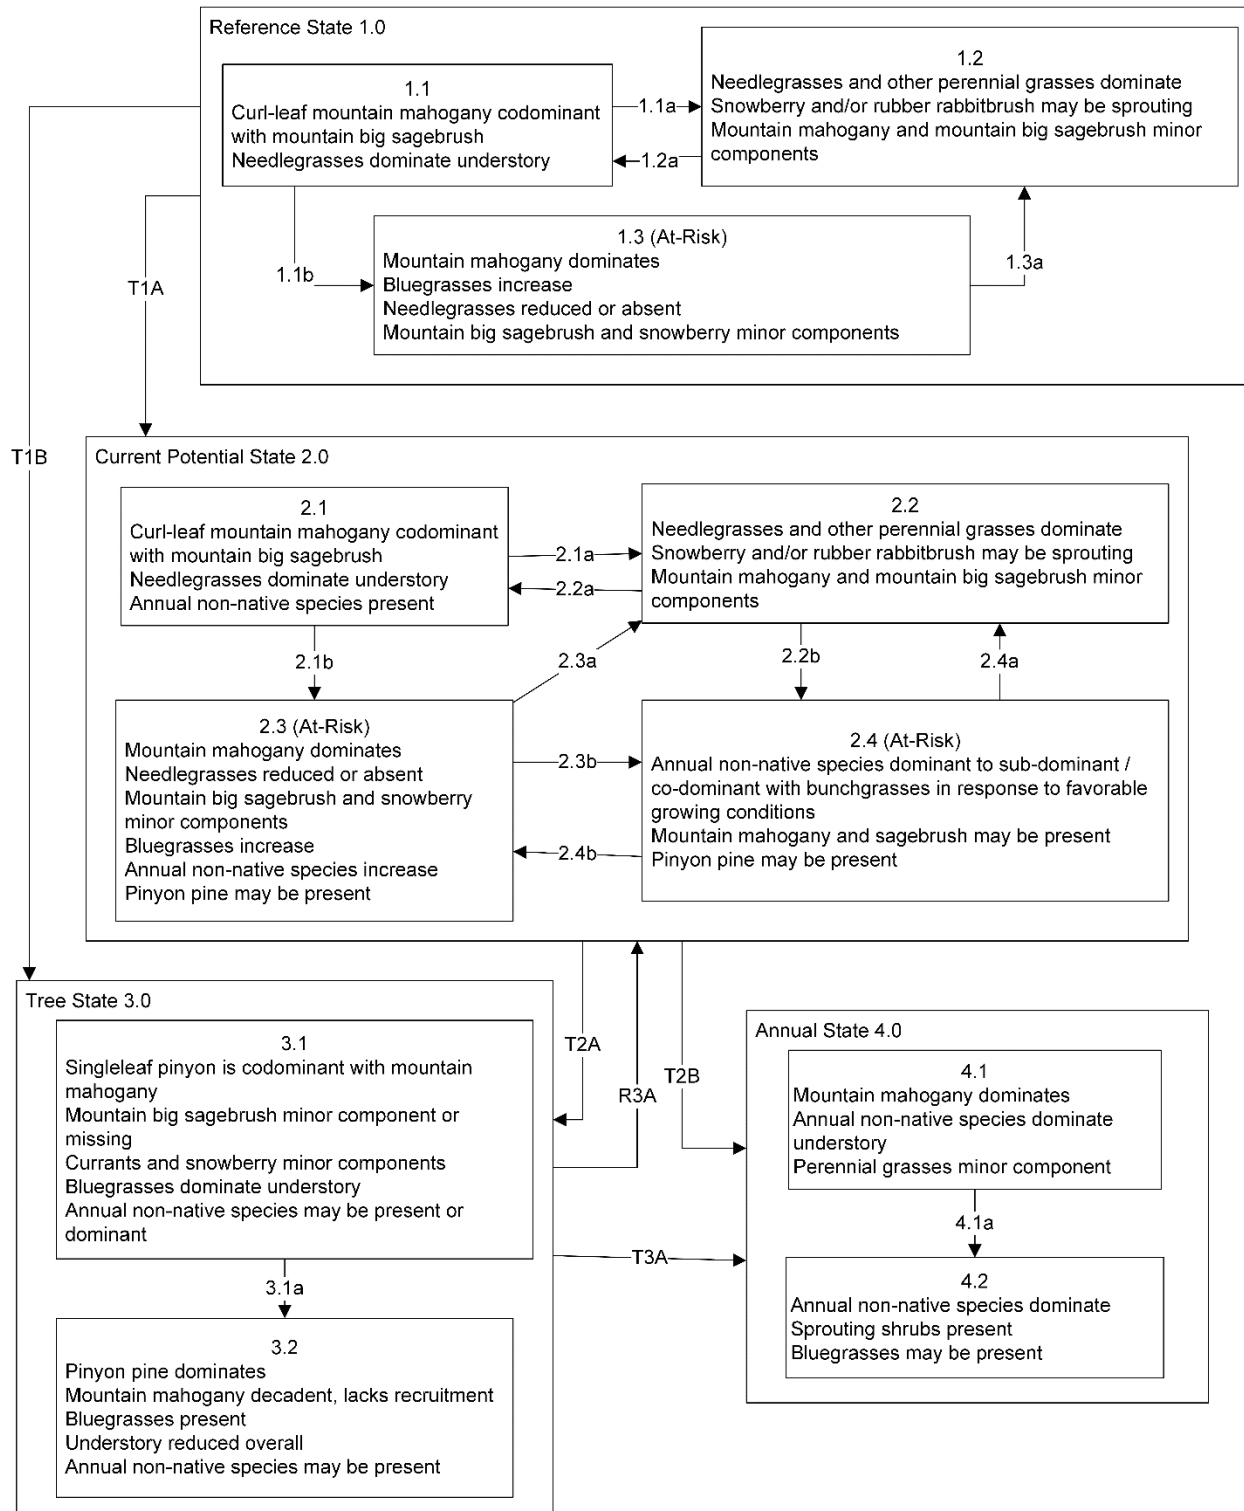 Reference State 1.0
1.1
Curl-leaf mountain mahogany codominant
with mountain big sagebrush
Needlegrasses dominate understory
1.1a
1.2a
1.2
Needlegrasses and other perennial grasses dominate
Snowberry and/or rubber rabbitbrush may be sprouting
Mountain mahogany and mountain big sagebrush minor
components
1.1b
1.3 (At-Risk)
Mountain mahogany dominates
Bluegrasses increase
Needlegrasses reduced or absent
Mountain big sagebrush and snowberry minor components
1.3a
T1A
T1B
Current Potential State 2.0
2.1
Curl-leaf mountain mahogany codominant
with mountain big sagebrush
Needlegrasses dominate understory
Annual non-native species present
2.1a
2.2a
2.2
Needlegrasses and other perennial grasses dominate
Snowberry and/or rubber rabbitbrush may be sprouting
Mountain mahogany and mountain big sagebrush minor
components
2.1b
2.3a
2.2b
2.4a
2.3 (At-Risk)
Mountain mahogany dominates
Needlegrasses reduced or absent
Mountain big sagebrush and snowberry
minor components
Bluegrasses increase
Annual non-native species increase
Pinyon pine may be present
2.3b
2.4b
2.4 (At-Risk)
Annual non-native species dominant to sub-dominant /
co-dominant with bunchgrasses in response to favorable
growing conditions
Mountain mahogany and sagebrush may be present
Pinyon pine may be present
T2A
R3A
T2B
Tree State 3.0
3.1
Singleleaf pinyon is codominant with mountain
mahogany
Mountain big sagebrush minor component or
missing
Currants and snowberry minor components
Bluegrasses dominate understory
Annual non-native species may be present or
dominant
3.1a
3.2
Pinyon pine dominates
Mountain mahogany decadent, lacks recruitment
Bluegrasses present
Understory reduced overall
Annual non-native species may be present
T3A
Annual State 4.0
4.1
Mountain mahogany dominates
Annual non-native species dominate
understory
Perennial grasses minor component
4.1a
4.2
Annual non-native species dominate
Sprouting shrubs present
Bluegrasses may be present